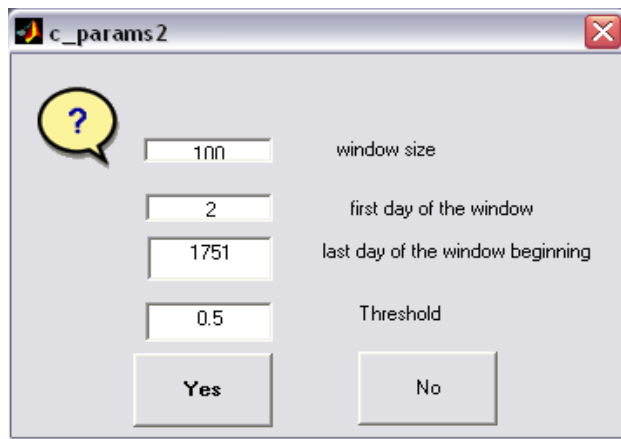 c_params2
?
100 window size
2 first day of the window
1751 last day of the window beginning
0.5 Threshold
Yes No